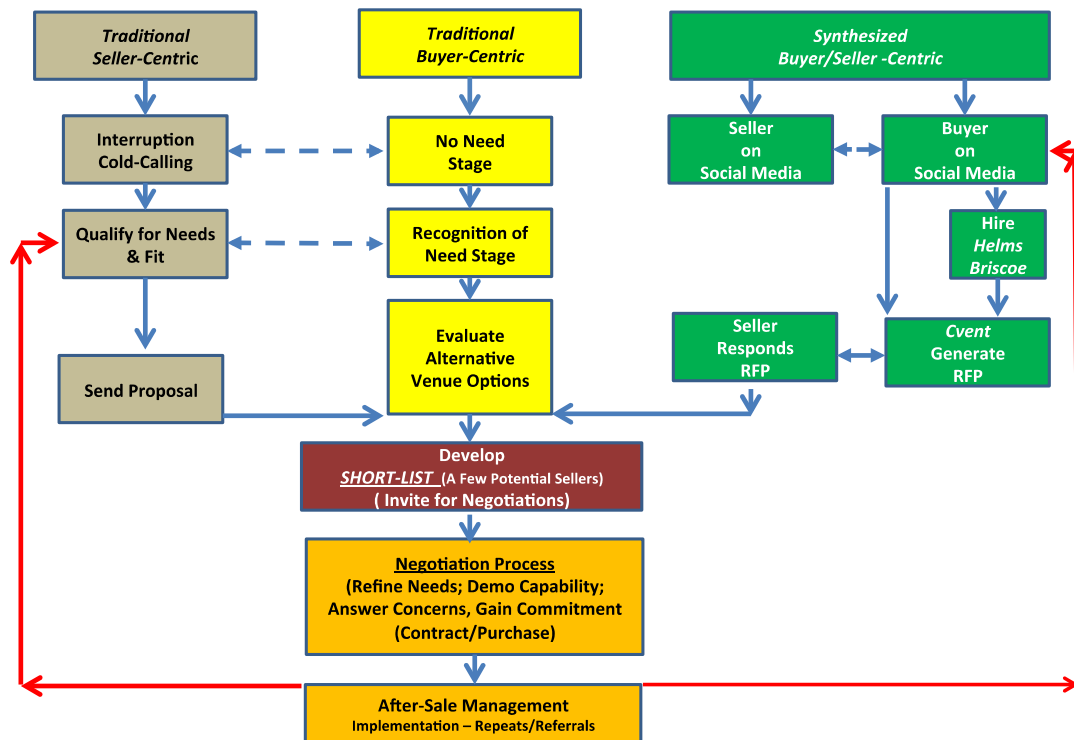 Traditional
Seller-Centric
Traditional
Buyer-Centric
Synthesized
Buyer/Seller -Centric
Interruption
Cold-Calling
No Need
Stage
Seller
on
Social Media
Buyer
on
Social Media
Qualify for Needs
& Fit
Recognition of
Need Stage
Hire
Helms
Briscoe
Send Proposal
Evaluate
Alternative
Venue Options
Seller
Responds
RFP
Cvent
Generate
RFP
Develop
SHORT-LIST (A Few Potential Sellers)
( Invite for Negotiations)
Negotiation Process
(Refine Needs; Demo Capability;
Answer Concerns, Gain Commitment
(Contract/Purchase)
After-Sale Management
Implementation – Repeats/Referrals